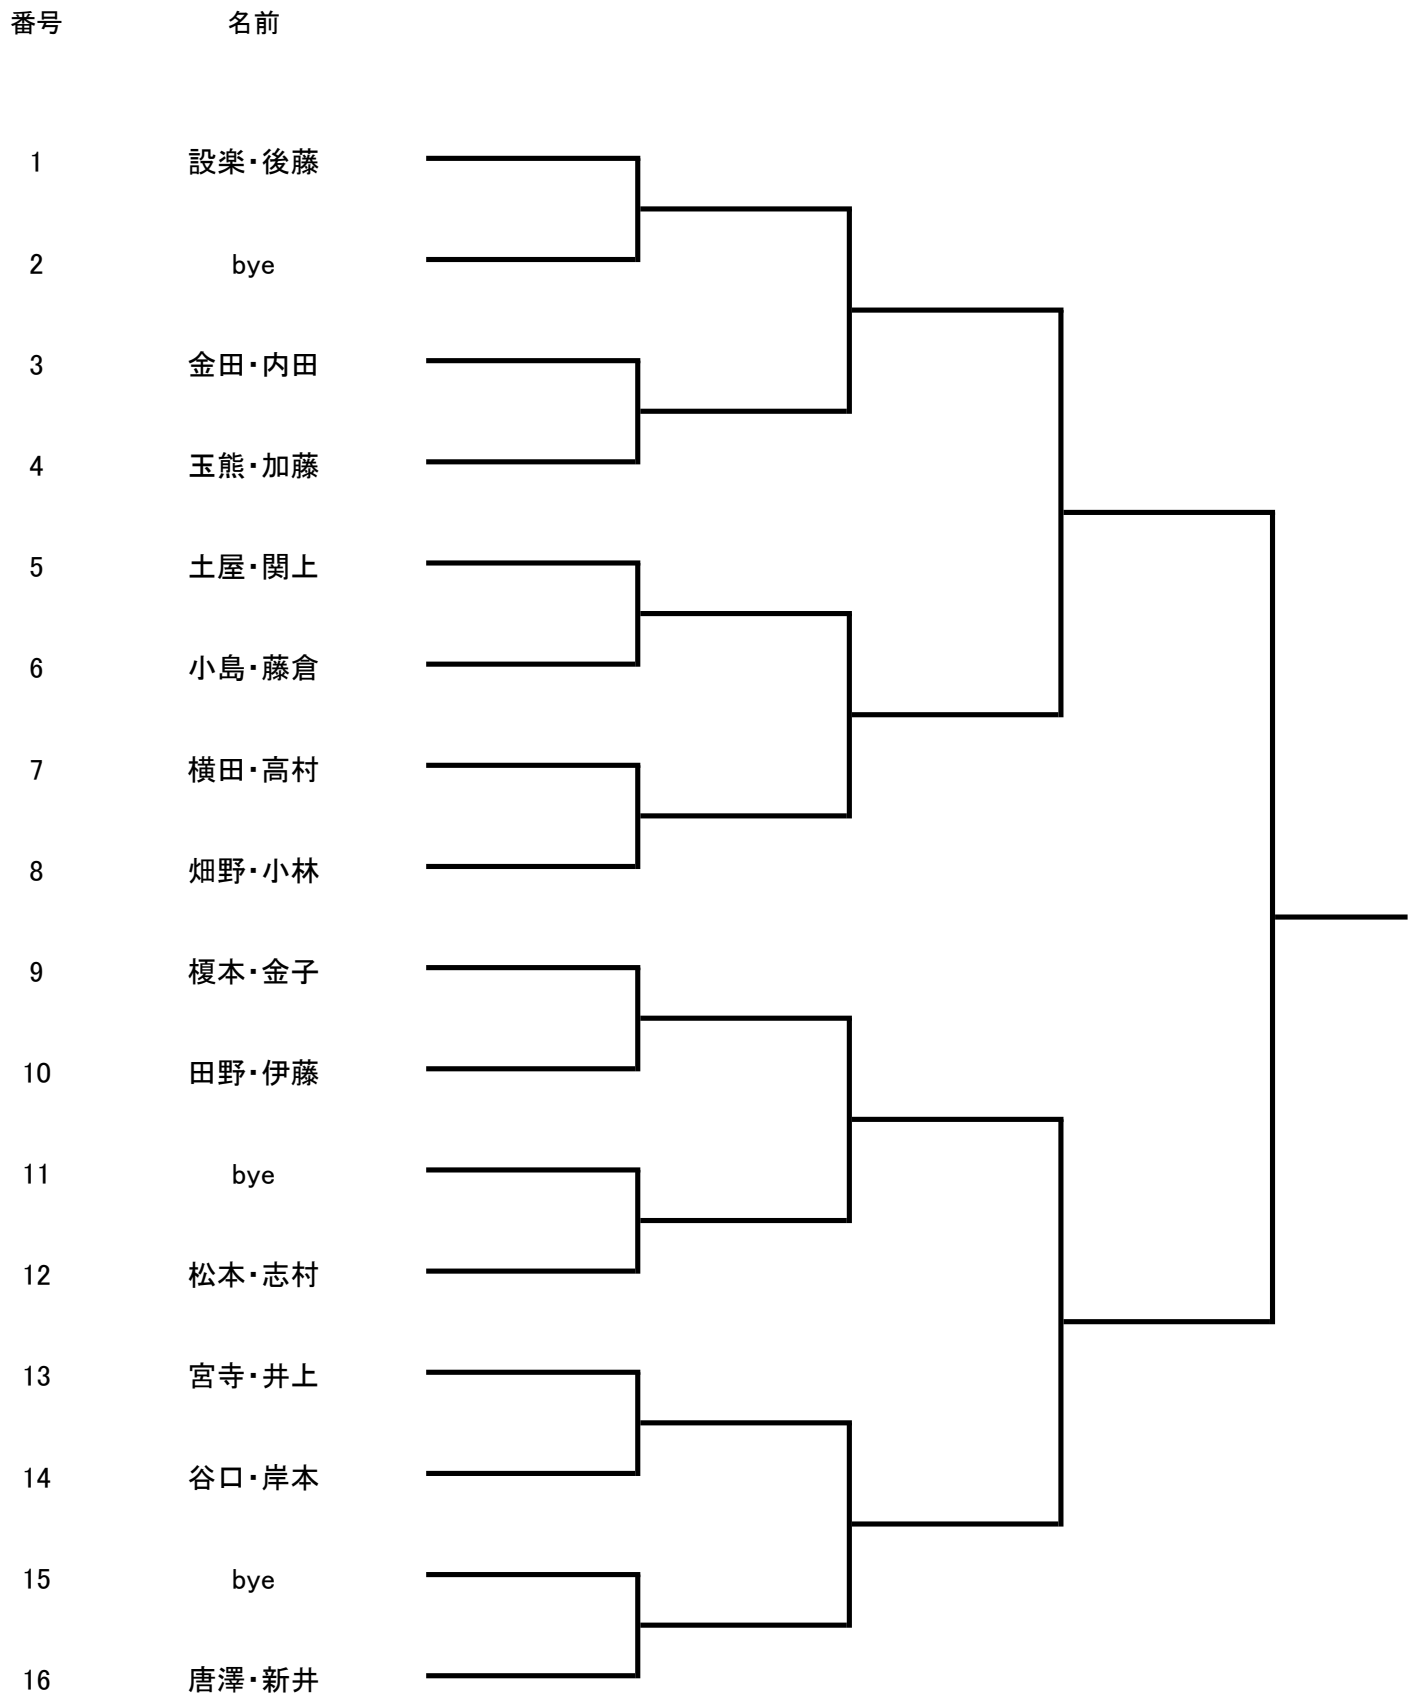 番号 名前
1 設楽・後藤
2 bye
3 金田・内田
4 玉熊・加藤
5 土屋・関上
6 小島・藤倉
7 横田・高村
8 畑野・小林
9 榎本・金子
10 田野・伊藤
11 bye
12 松本・志村
13 宮寺・井上
14 谷口・岸本
15 bye
16 唐澤・新井